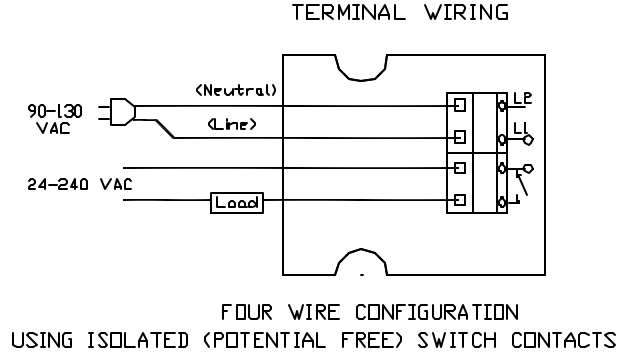 TERMINAL WIRING
(Neutral)
L2
90-130
VAC
(Line)
L1
24-240 VAC
Load
FOUR WIRE CONFIGURATION
USING ISOLATED (POTENTIAL FREE) SWITCH CONTACTS